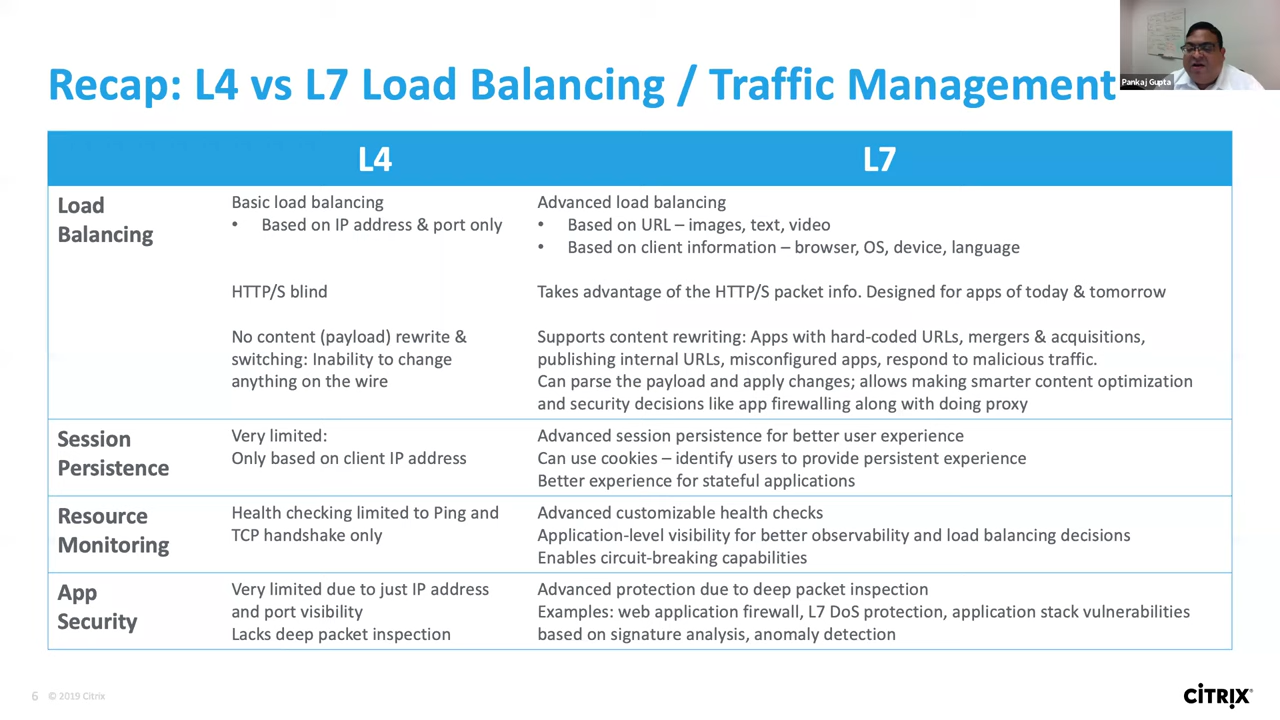 Recap: L4 vs L7 Load Balancing / Traffic Management
Pankaj Gupta
L4
L7
Load
Balancing
Basic load balancing
• Based on IP address & port only
HTTP/S blind
No content (payload) rewrite &
switching: Inability to change
anything on the wire
Advanced load balancing
• Based on URL – images, text, video
• Based on client information – browser, OS, device, language
Takes advantage of the HTTP/S packet info. Designed for apps of today & tomorrow
Supports content rewriting: Apps with hard-coded URLs, mergers & acquisitions,
publishing internal URLs, misconfigured apps, respond to malicious traffic.
Can parse the payload and apply changes; allows making smarter content optimization
and security decisions like app firewalling along with doing proxy
Session
Persistence
Very limited:
Only based on client IP address
Advanced session persistence for better user experience
Can use cookies – identify users to provide persistent experience
Better experience for stateful applications
Resource
Monitoring
Health checking limited to Ping and
TCP handshake only
Advanced customizable health checks
Application-level visibility for better observability and load balancing decisions
Enables circuit-breaking capabilities
App
Security
Very limited due to just IP address
and port visibility
Lacks deep packet inspection
Advanced protection due to deep packet inspection
Examples: web application firewall, L7 DoS protection, application stack vulnerabilities
based on signature analysis, anomaly detection
6 © 2019 Citrix
CITRIX®